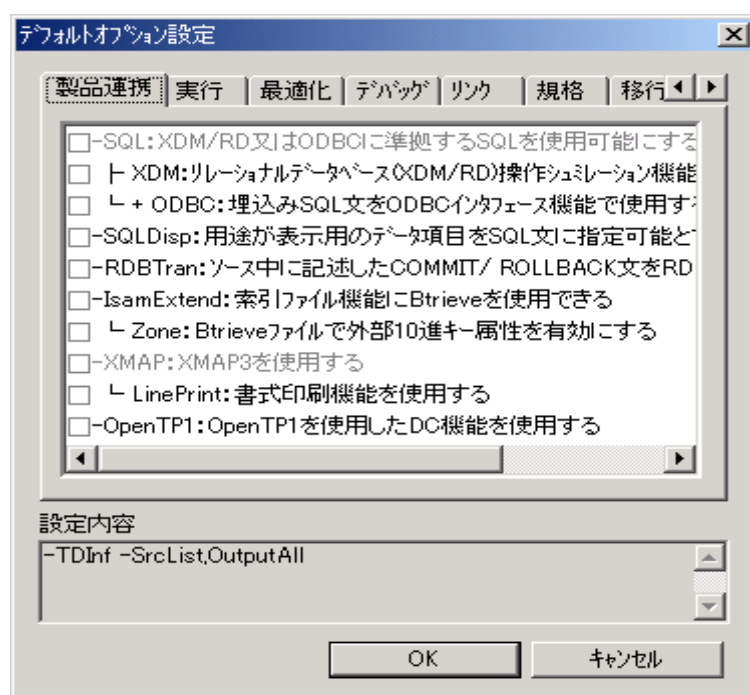 ﾃﾞﾌｫﾙﾄｵﾌﾟｼｮﾝ設定
製品連携 実行 最適化 ﾃﾞﾊﾞｯｸﾞ ﾘﾝｸ 規格 移行
-SQL:XDM/RD又はODBCに準拠するSQLを使用可能にする
├ XDM:ﾘﾚｰｼｮﾅﾙﾃﾞｰﾀﾍﾞｰｽ(XDM/RD)操作ｼｭﾐﾚｰｼｮﾝ機能
└ + ODBC:埋込みSQL文をODBCｲﾝﾀﾌｪｰｽ機能で使用す
-SQLDisp:用途が表示用のﾃﾞｰﾀ項目をSQL文に指定可能と
-RDBTran:ｿｰｽ中に記述したCOMMIT/ ROLLBACK文をRD
-IsamExtend:索引ﾌｧｲﾙ機能にBtrieveを使用できる
└ Zone:Btrieveﾌｧｲﾙで外部10進ｷｰ属性を有効にする
-XMAP:XMAP3を使用する
└ LinePrint:書式印刷機能を使用する
-OpenTP1:OpenTP1を使用したDC機能を使用する
設定内容
-TDInf -SrcList,OutputAll
OK ｷｬﾝｾﾙ